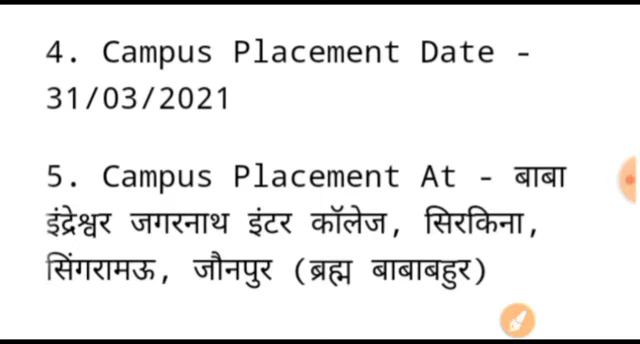 4. Campus Placement Date -
31/03/2021
5. Campus Placement At - बाबा
इंद्रेश्वर जगरनाथ इंटर कॉलेज, सिरकिना,
सिंगरामऊ, जौनपुर (ब्रह्म बाबाबहुर)